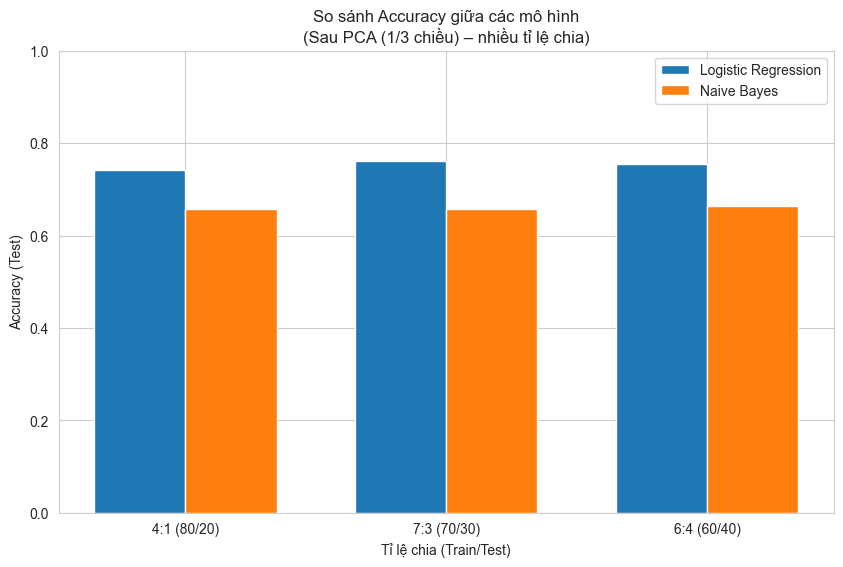 So sánh Accuracy giữa các mô hình
(Sau PCA (1/3 chiều) – nhiều tỉ lệ chia)
Logistic Regression
Naive Bayes
Accuracy (Test)
1.0
0.8
0.6
0.4
0.2
0.0
4:1 (80/20)
7:3 (70/30)
6:4 (60/40)
Tỉ lệ chia (Train/Test)